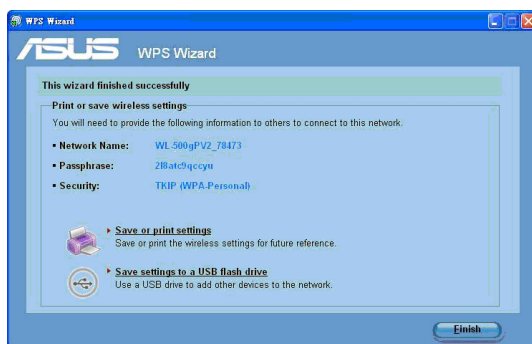 WPS Wizard
ASUS WPS Wizard
This wizard finished successfully
Print or save wireless settings
You will need to provide the following information to others to connect to this network.
▪ Network Name: WL-500gPV2_78473
▪ Passphrase: 2l8atc9qccyu
▪ Security: TKIP (WPA-Personal)
Save or print settings
Save or print the wireless settings for future reference.
Save settings to a USB flash drive
Use a USB drive to add other devices to the network.
Finish